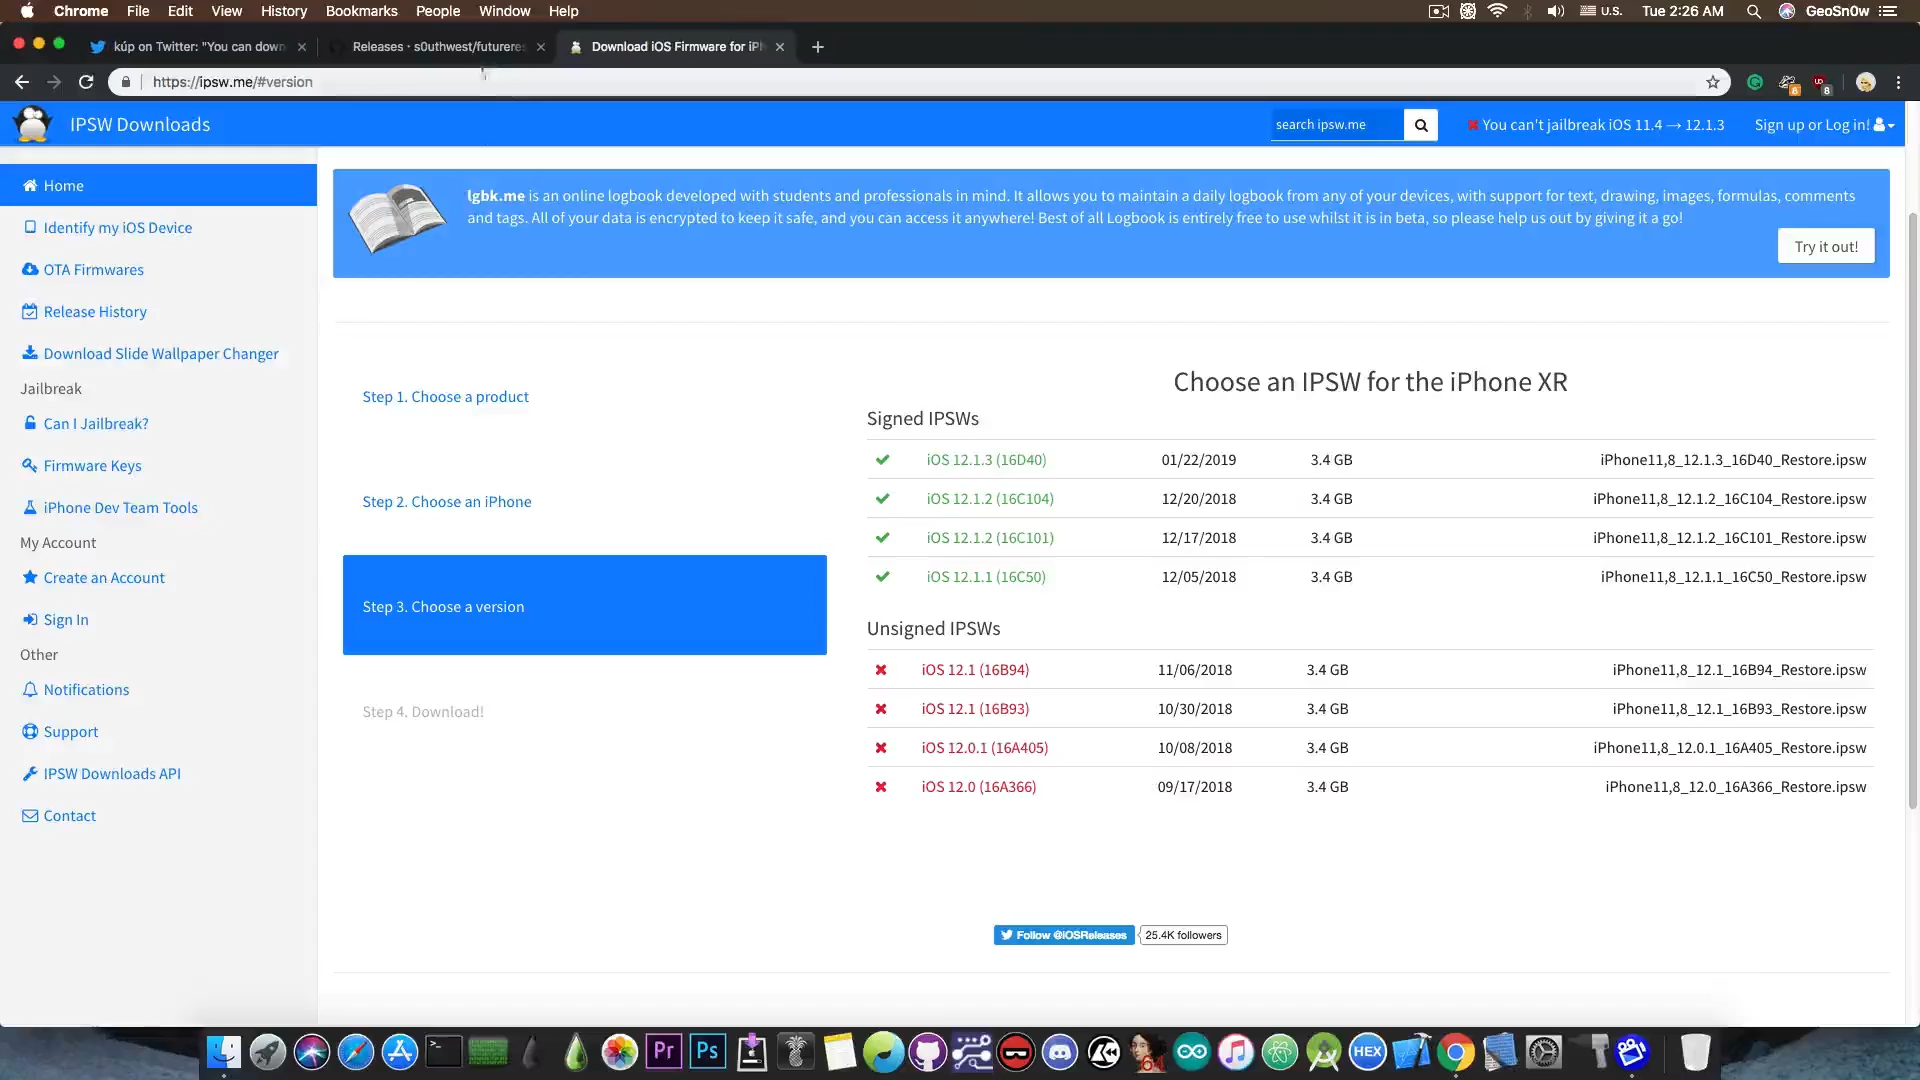 Chrome File Edit View History Bookmarks People Window Help U.S. Tue 2:26 AM GeoSn0w
kúp on Twitter: "You can down Releases · s0uthwest/futureres Download iOS Firmware for iPh
https://ipsw.me/#version
IPSW Downloads search ipsw.me You can't jailbreak iOS 11.4 → 12.1.3 Sign up or Log in!
Home
Identify my iOS Device
OTA Firmwares
Release History
Download Slide Wallpaper Changer
Jailbreak
Can I Jailbreak?
Firmware Keys
iPhone Dev Team Tools
My Account
Create an Account
Sign In
Other
Notifications
Support
IPSW Downloads API
Contact
lgbk.me is an online logbook developed with students and professionals in mind. It allows you to maintain a daily logbook from any of your devices, with support for text, drawing, images, formulas, comments
and tags. All of your data is encrypted to keep it safe, and you can access it anywhere! Best of all Logbook is entirely free to use whilst it is in beta, so please help us out by giving it a go!
Try it out!
Step 1. Choose a product
Step 2. Choose an iPhone
Step 3. Choose a version
Step 4. Download!
Choose an IPSW for the iPhone XR
Signed IPSWs
iOS 12.1.3 (16D40) 01/22/2019 3.4 GB iPhone11,8_12.1.3_16D40_Restore.ipsw
iOS 12.1.2 (16C104) 12/20/2018 3.4 GB iPhone11,8_12.1.2_16C104_Restore.ipsw
iOS 12.1.2 (16C101) 12/17/2018 3.4 GB iPhone11,8_12.1.2_16C101_Restore.ipsw
iOS 12.1.1 (16C50) 12/05/2018 3.4 GB iPhone11,8_12.1.1_16C50_Restore.ipsw
Unsigned IPSWs
iOS 12.1 (16B94) 11/06/2018 3.4 GB iPhone11,8_12.1_16B94_Restore.ipsw
iOS 12.1 (16B93) 10/30/2018 3.4 GB iPhone11,8_12.1_16B93_Restore.ipsw
iOS 12.0.1 (16A405) 10/08/2018 3.4 GB iPhone11,8_12.0.1_16A405_Restore.ipsw
iOS 12.0 (16A366) 09/17/2018 3.4 GB iPhone11,8_12.0_16A366_Restore.ipsw
Follow @iOSReleases 25.4K followers
Pr Ps HEX